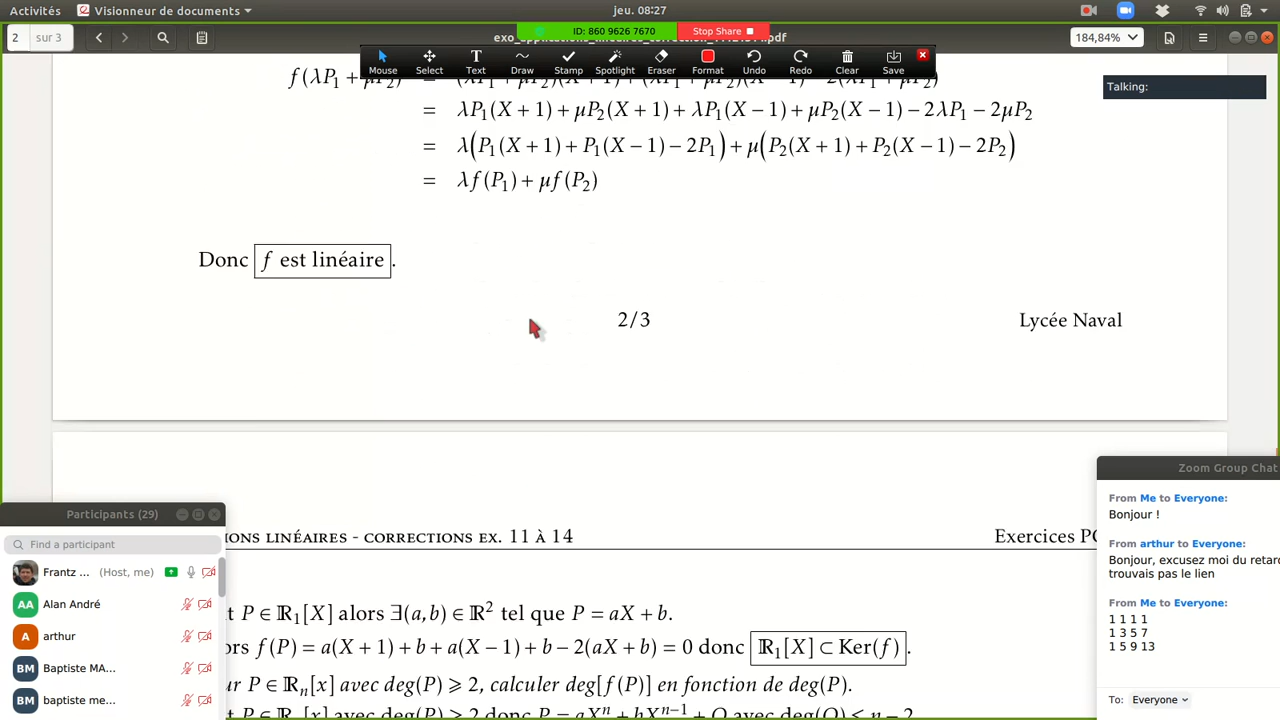 Activités Visionneur de documents jeu. 08:27
2 sur 3 ID: 860 9626 7670 Stop Share 184,84%
Mouse Select Text Draw Stamp Spotlight Eraser Format Undo Redo Clear Save
Talking:
= λP₁(X + 1) + μP₂(X + 1) + λP₁(X − 1) + μP₂(X − 1) − 2λP₁ − 2μP₂
= λ(P₁(X + 1) + P₁(X − 1) − 2P₁) + μ(P₂(X + 1) + P₂(X − 1) − 2P₂)
= λf(P₁) + μf(P₂)
Donc f est linéaire.
2/3 Lycée Naval
IONS LINÉAIRES - CORRECTIONS EX. 11 À 14 Exercices
t P ∈ ℝ₁[X] alors ∃(a, b) ∈ ℝ² tel que P = aX + b.
ors f(P) = a(X + 1) + b + a(X − 1) + b − 2(aX + b) = 0 donc ℝ₁[X] ⊂ Ker(f).
ur P ∈ ℝₙ[x] avec deg(P) ⩾ 2, calculer deg[f(P)] en fonction de deg(P).
Participants (29)
Find a participant
Frantz ... (Host, me)
AA Alan André
A arthur
BM Baptiste MA...
BM baptiste me...
Zoom Group Chat
From Me to Everyone:
Bonjour !
From arthur to Everyone:
Bonjour, excusez moi du retard
trouvais pas le lien
From Me to Everyone:
1 1 1 1
1 3 5 7
1 5 9 13
To: Everyone